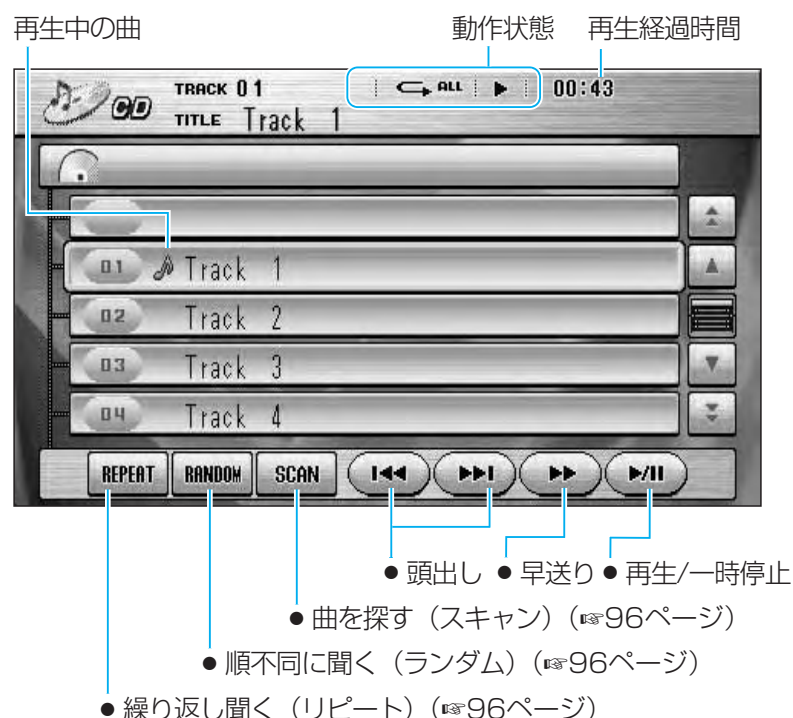 再生中の曲
動作状態
再生経過時間
CD
TRACK 01
ALL
00:43
TITLE Track 1
01 Track 1
02 Track 2
03 Track 3
04 Track 4
REPEAT RANDOM SCAN
●頭出し ●早送り ●再生/一時停止
●曲を探す（スキャン）（☞96ページ）
●順不同に聞く（ランダム）（☞96ページ）
●繰り返し聞く（リピート）（☞96ページ）